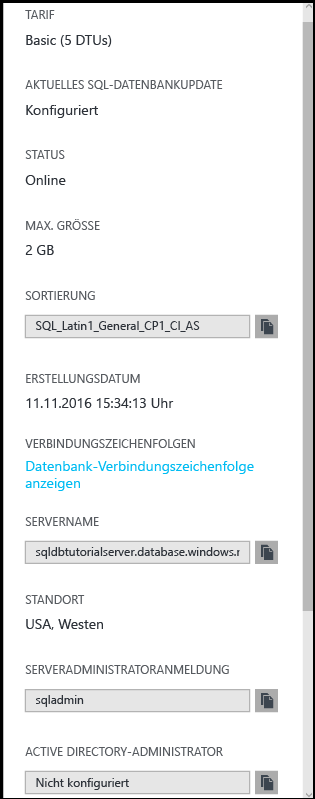 TARIF
Basic (5 DTUs)
AKTUELLES SQL-DATENBANKUPDATE
Konfiguriert
STATUS
Online
MAX. GRÖSSE
2 GB
SORTIERUNG
SQL_Latin1_General_CP1_CI_AS
ERSTELLUNGSDATUM
11.11.2016 15:34:13 Uhr
VERBINDUNGSZEICHENFOLGEN
Datenbank-Verbindungszeichenfolge
anzeigen
SERVERNAME
sqldbtutorialserver.database.windows.r
STANDORT
USA, Westen
SERVERADMINISTRATORANMELDUNG
sqladmin
ACTIVE DIRECTORY-ADMINISTRATOR
Nicht konfiguriert